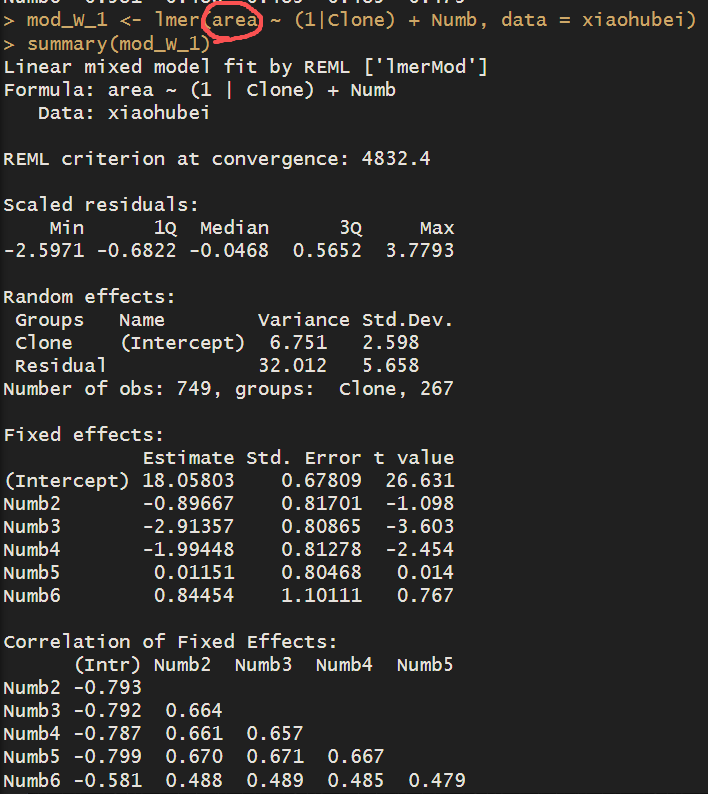 > mod_W_1 <- lmer(area ~ (1|Clone) + Numb, data = xiaohubei)
> summary(mod_W_1)
Linear mixed model fit by REML ['lmerMod']
Formula: area ~ (1 | Clone) + Numb
   Data: xiaohubei

REML criterion at convergence: 4832.4

Scaled residuals:
    Min      1Q  Median      3Q     Max
-2.5971 -0.6822 -0.0468  0.5652  3.7793

Random effects:
 Groups   Name        Variance Std.Dev.
 Clone    (Intercept)  6.751   2.598
 Residual             32.012   5.658
Number of obs: 749, groups:  Clone, 267

Fixed effects:
            Estimate Std. Error t value
(Intercept) 18.05803    0.67809  26.631
Numb2       -0.89667    0.81701  -1.098
Numb3       -2.91357    0.80865  -3.603
Numb4       -1.99448    0.81278  -2.454
Numb5        0.01151    0.80468   0.014
Numb6        0.84454    1.10111   0.767

Correlation of Fixed Effects:
      (Intr) Numb2  Numb3  Numb4  Numb5
Numb2 -0.793
Numb3 -0.792  0.664
Numb4 -0.787  0.661  0.657
Numb5 -0.799  0.670  0.671  0.667
Numb6 -0.581  0.488  0.489  0.485  0.479